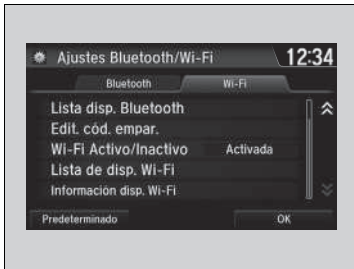 Ajustes Bluetooth/Wi-Fi 12:34
Bluetooth Wi-Fi
Lista disp. Bluetooth
Edit. cód. empar.
Wi-Fi Activo/Inactivo Activada
Lista de disp. Wi-Fi
Información disp. Wi-Fi
Predeterminado OK